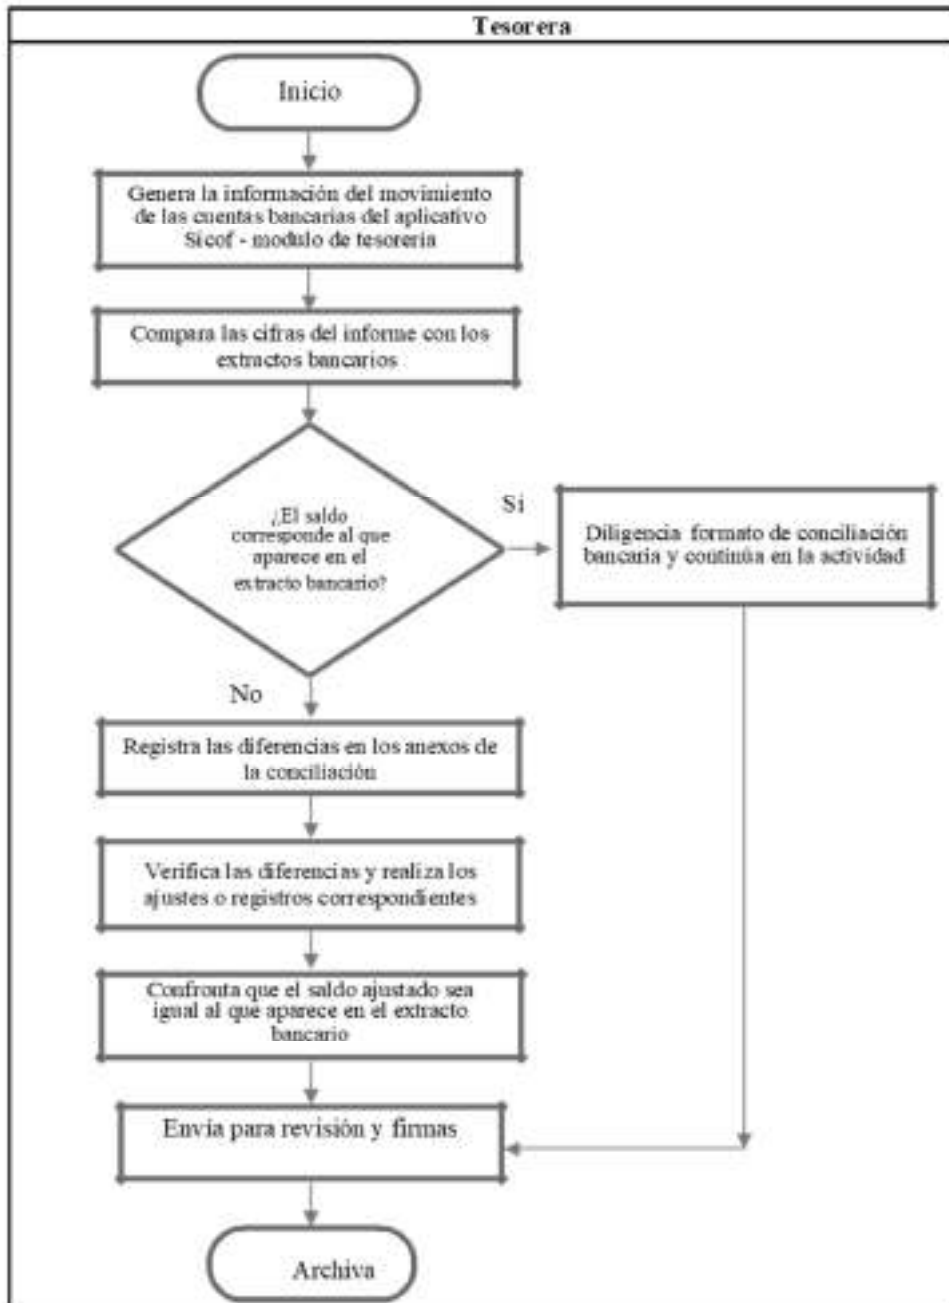 Tesorera
Inicio
Genera la información del movimiento
de las cuentas bancarias del aplicativo
Sicof - modulo de tesorería
Compara las cifras del informe con los
extractos bancarios
¿El saldo
corresponde al que
aparece en el
extracto bancario?
Si
Diligencia formato de conciliación
bancaria y continúa en la actividad
No
Registra las diferencias en los anexos de
la conciliación
Verifica las diferencias y realiza los
ajustes o registros correspondientes
Confronta que el saldo ajustado sea
igual al que aparece en el extracto
bancario
Envía para revisión y firmas
Archiva